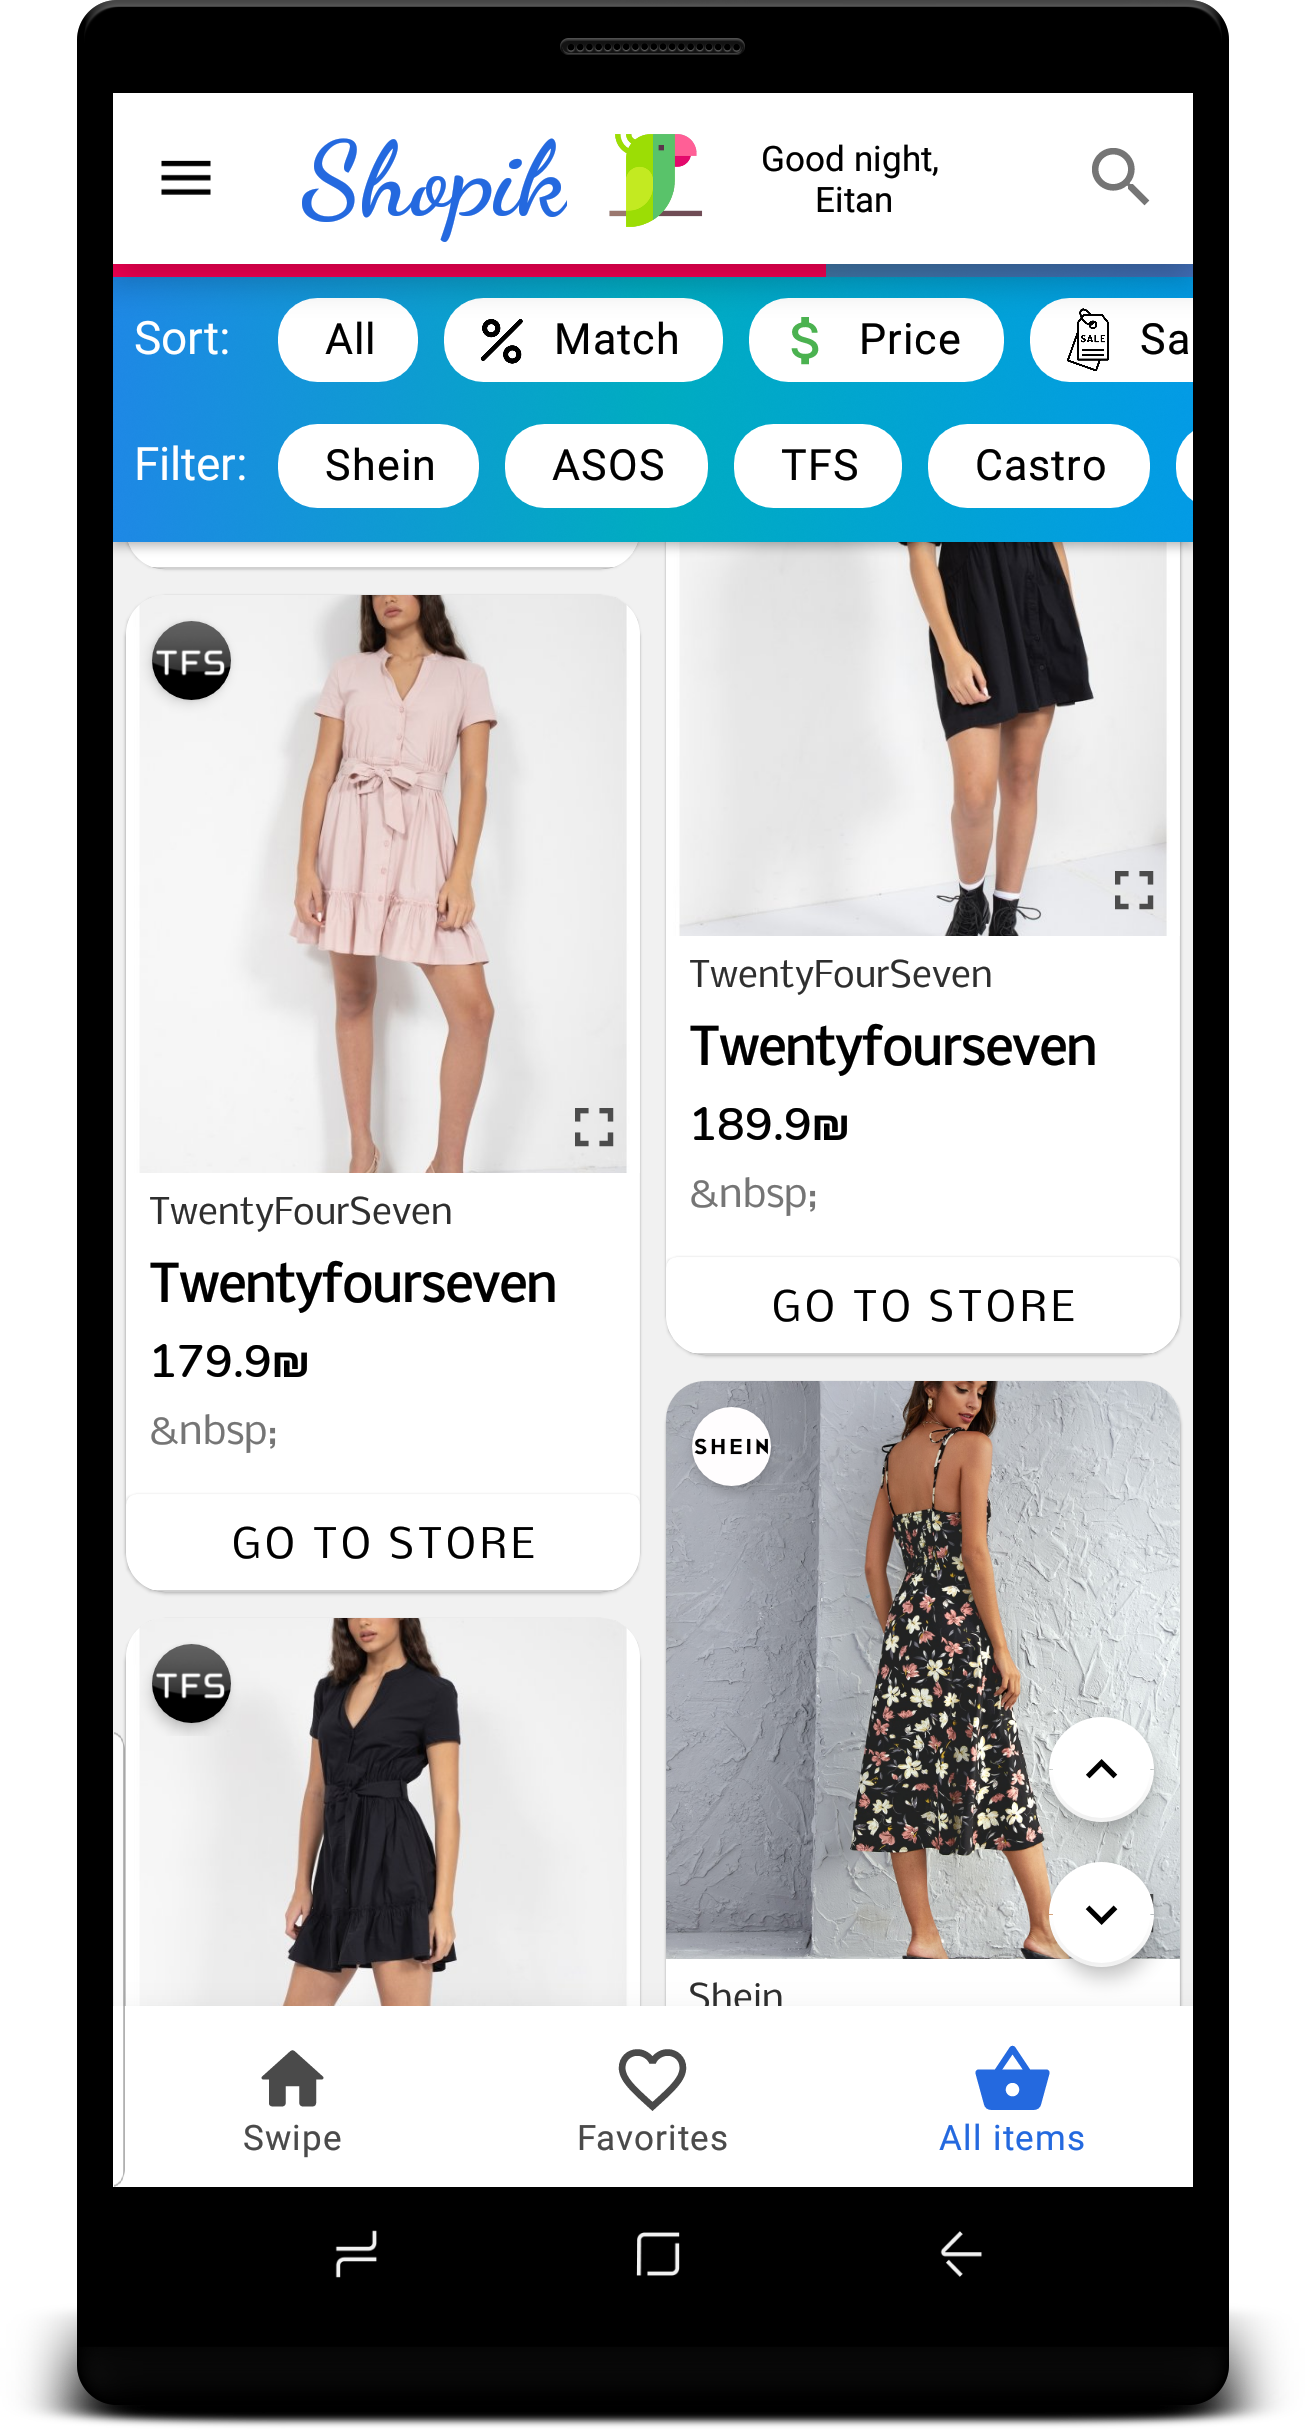 Shopik
Good night,
Eitan
Sort:
All
Match
Price
SALE
Sa
Filter:
Shein
ASOS
TFS
Castro
TFS
TwentyFourSeven
Twentyfourseven
179.9₪
&nbsp;
GO TO STORE
TFS
TwentyFourSeven
Twentyfourseven
189.9₪
&nbsp;
GO TO STORE
SHEIN
Shein
Swipe
Favorites
All items